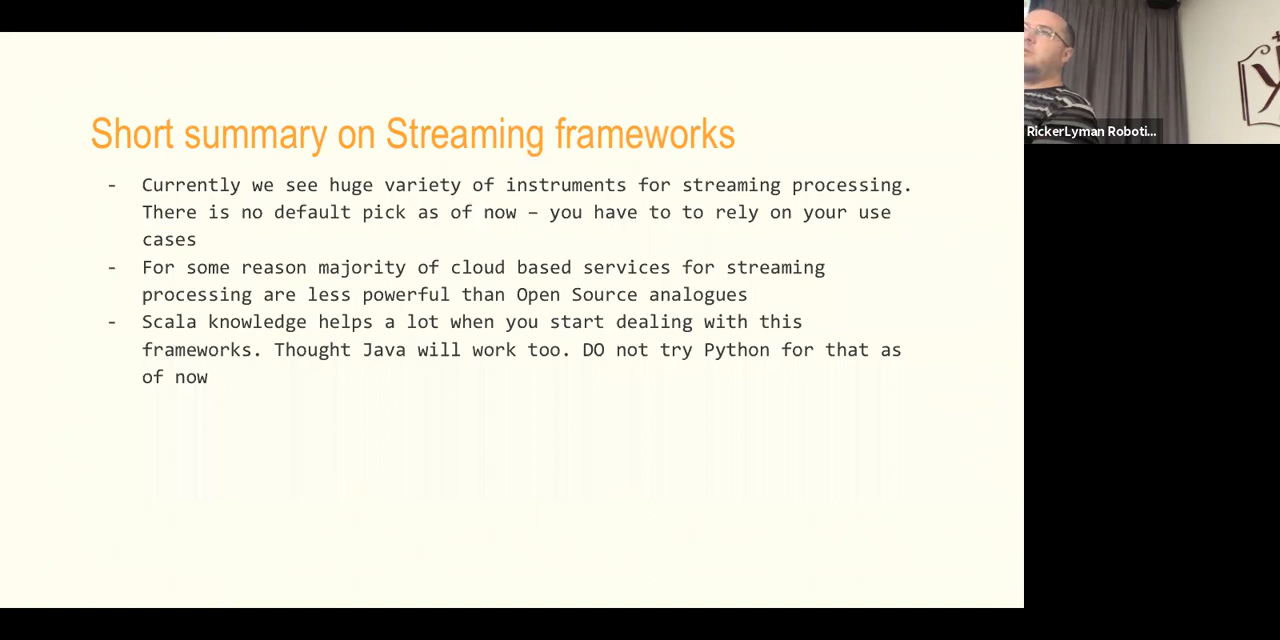 Short summary on Streaming frameworks
- Currently we see huge variety of instruments for streaming processing.
There is no default pick as of now – you have to to rely on your use
cases
- For some reason majority of cloud based services for streaming
processing are less powerful than Open Source analogues
- Scala knowledge helps a lot when you start dealing with this
frameworks. Thought Java will work too. DO not try Python for that as
of now
RickerLyman Roboti...